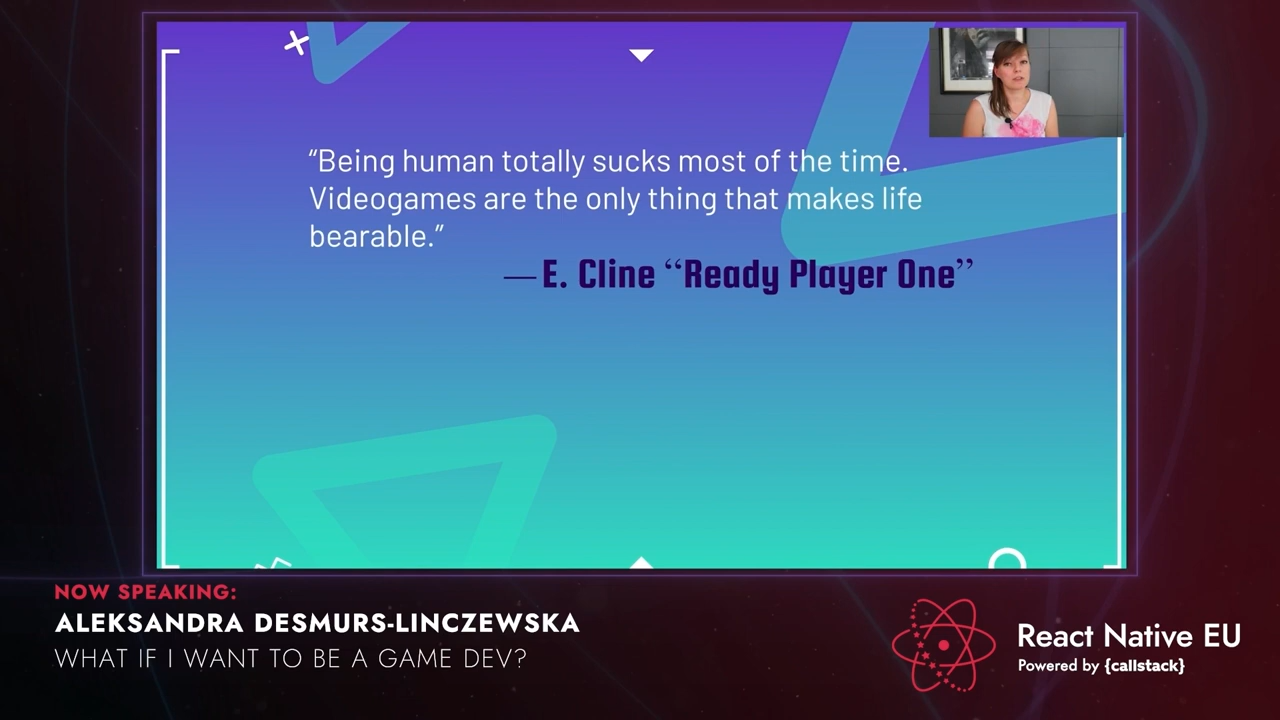 “Being human totally sucks most of the time.
Videogames are the only thing that makes life
bearable.”
— E. Cline “Ready Player One”
NOW SPEAKING:
ALEKSANDRA DESMURS-LINCZEWSKA
WHAT IF I WANT TO BE A GAME DEV?
React Native EU
Powered by {callstack}